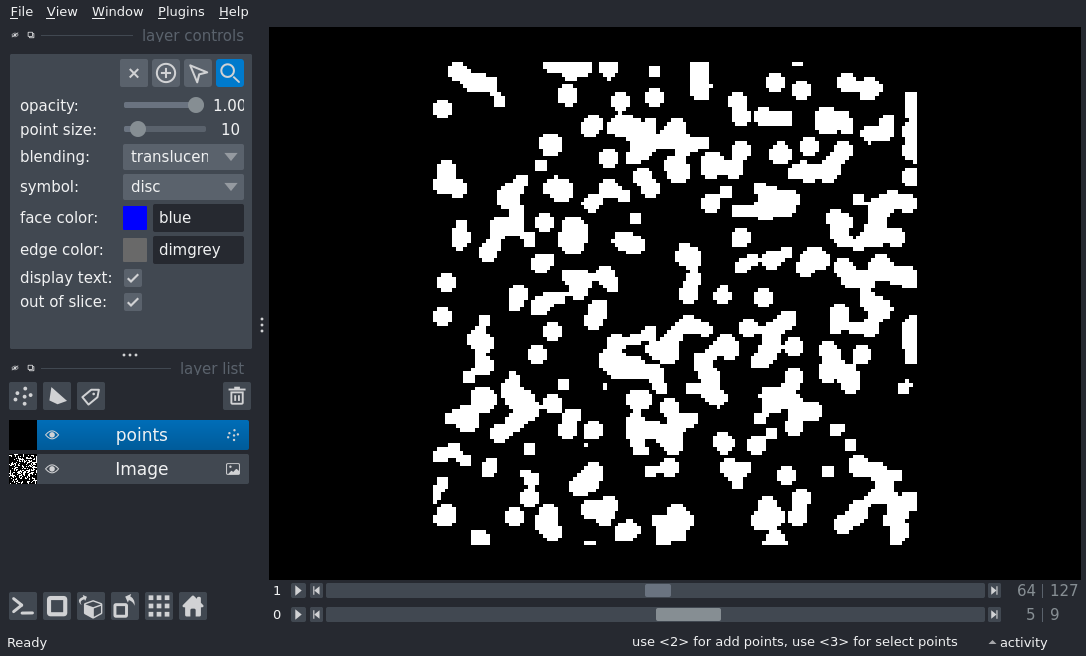 File View Window Plugins Help
layer controls
opacity: 1.00
point size: 10
blending: translucen
symbol: disc
face color: blue
edge color: dimgrey
display text:
out of slice:
layer list
points
Image
1 64 | 127
0 5 | 9
Ready use <2> for add points, use <3> for select points activity